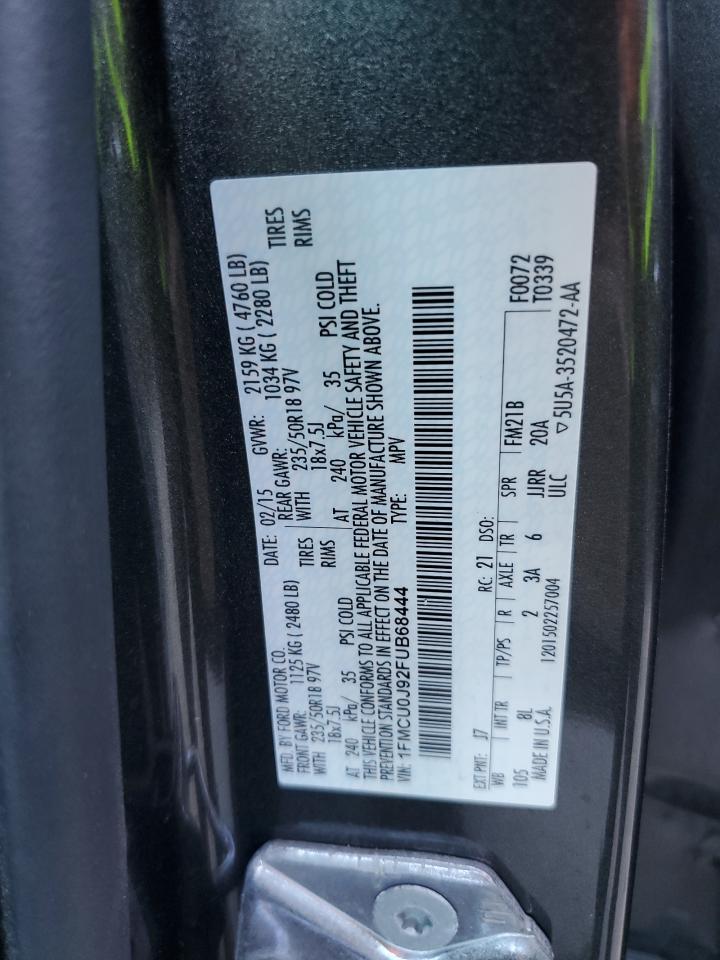 MFD. BY FORD MOTOR CO.
DATE: 02/15 GVWR: 2159 KG ( 4760 LB)
FRONT GAWR: 1125 KG ( 2480 LB) REAR GAWR: 1034 KG ( 2280 LB)
WITH 235/50R18 97V TIRES WITH 235/50R18 97V TIRES
18x7.5J RIMS 18x7.5J RIMS
AT 240 kPa/ 35 PSI COLD AT 240 kPa/ 35 PSI COLD
THIS VEHICLE CONFORMS TO ALL APPLICABLE FEDERAL MOTOR VEHICLE SAFETY AND THEFT
PREVENTION STANDARDS IN EFFECT ON THE DATE OF MANUFACTURE SHOWN ABOVE.
VIN: 1FMCU0J92FUB68444 TYPE: MPV
EXT PNT: J7 RC: 21 DSO:
WB INT TR TP/PS R AXLE TR SPR FM21B F0072
105 8L 2 3A 6 JJRR 20A T0339
MADE IN U.S.A. 1201502257004 ULC ▽5U5A-3520472-AA